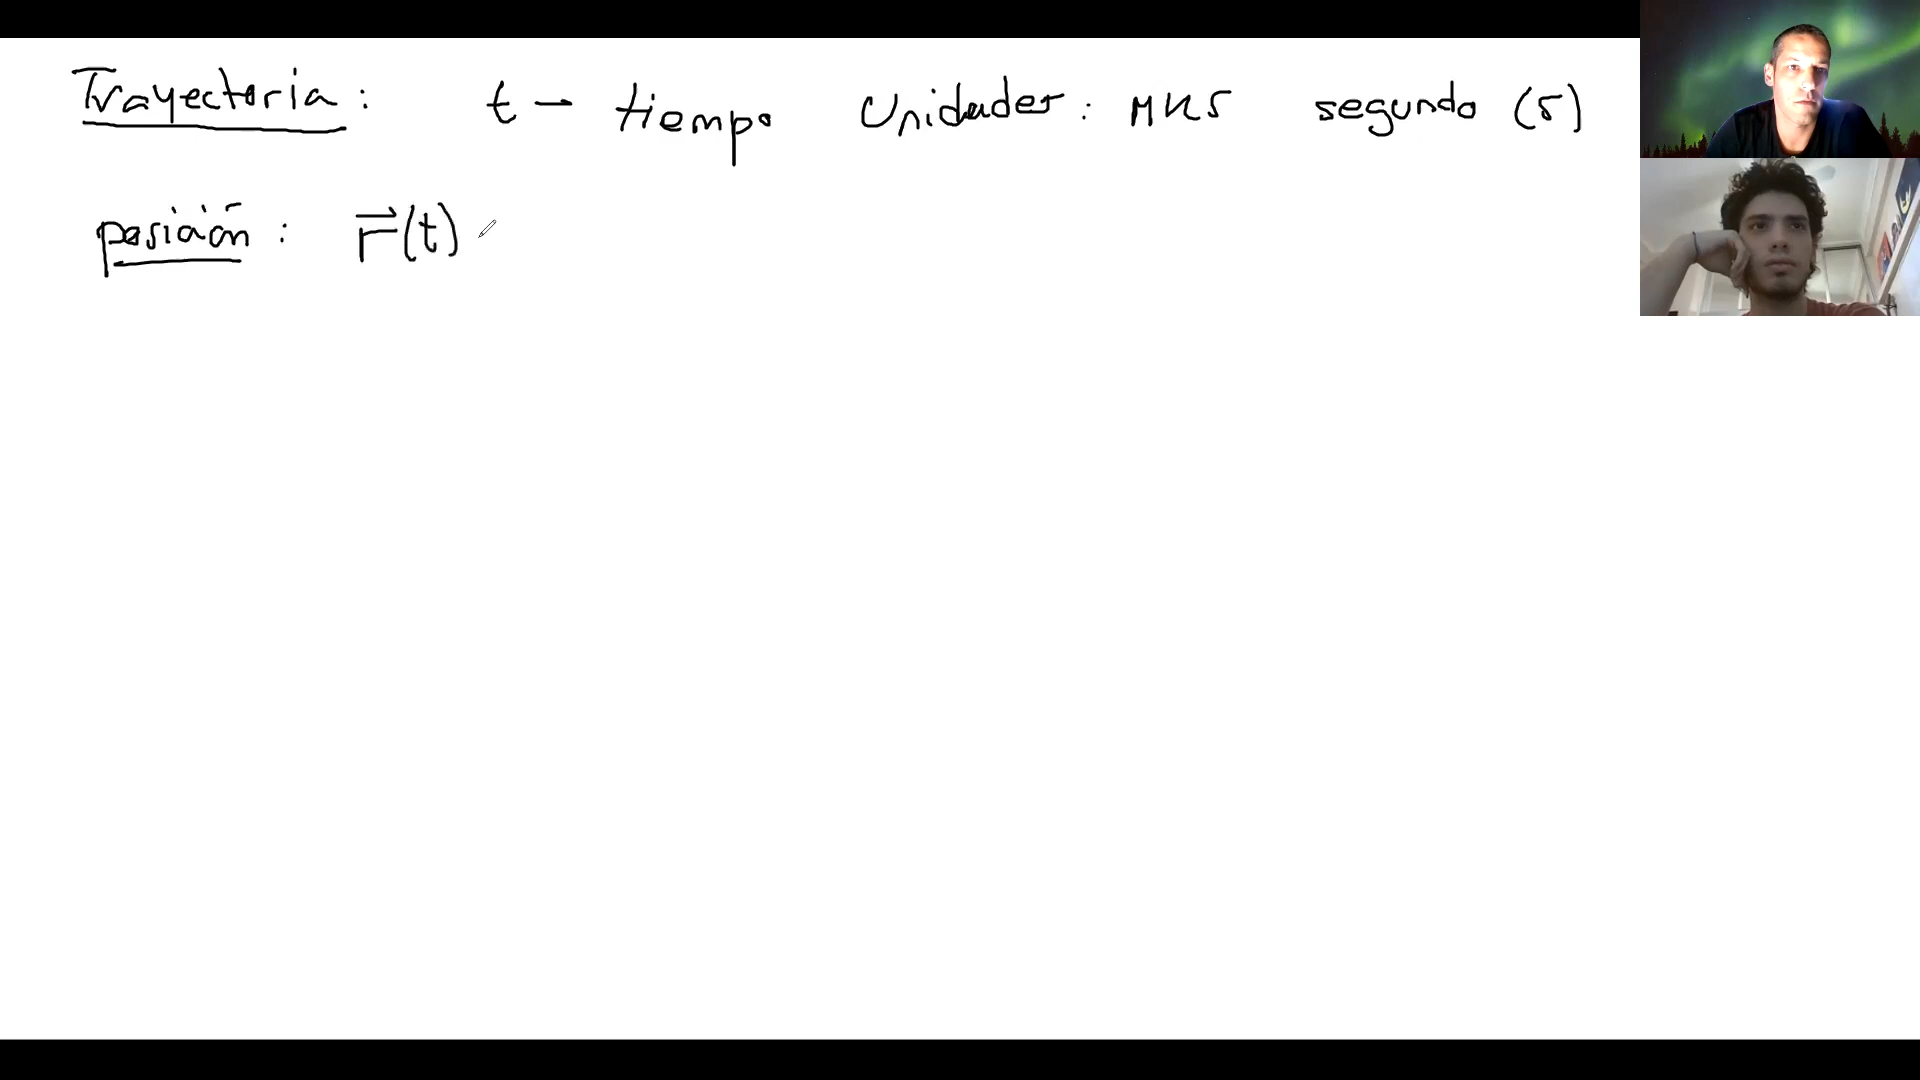 Trayectoria: t → tiempo Unidades: MKS segundo (s)
posición: r⃗(t)